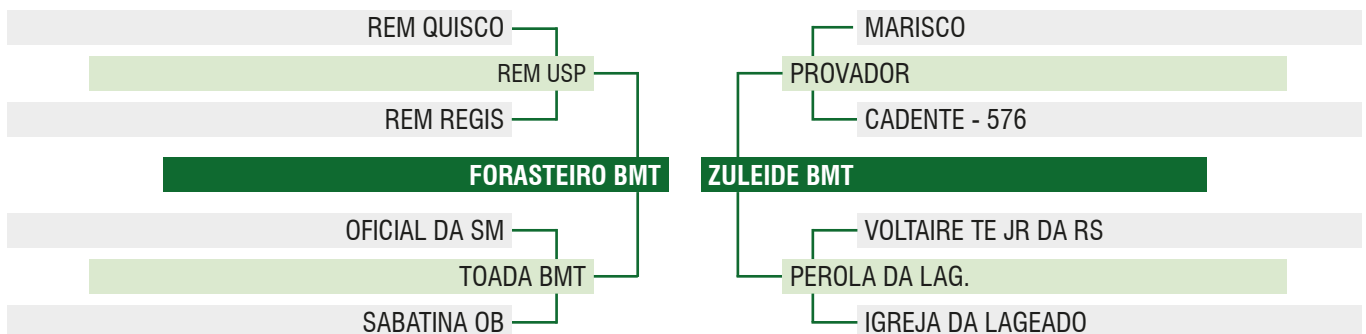 REM QUISCO
REM USP
REM REGIS
FORASTEIRO BMT
OFICIAL DA SM
TOADA BMT
SABATINA OB
MARISCO
PROVADOR
CADENTE - 576
ZULEIDE BMT
VOLTAIRE TE JR DA RS
PEROLA DA LAG.
IGREJA DA LAGEADO